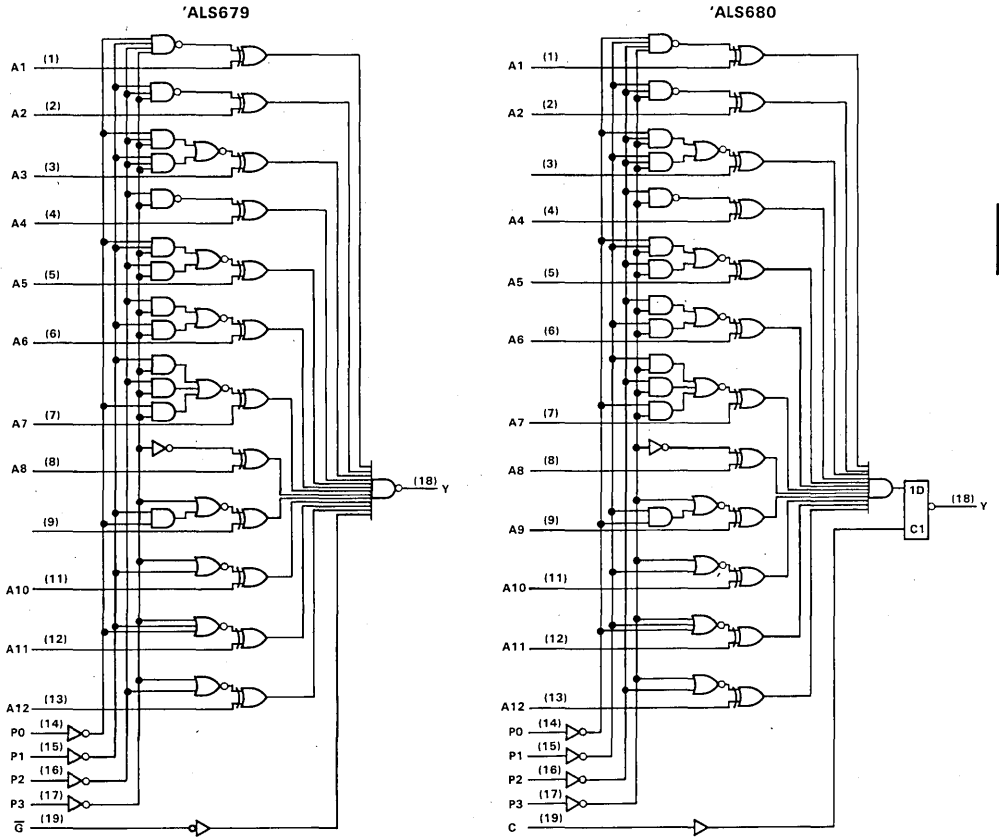 'ALS679
A1 (1)
A2 (2)
A3 (3)
A4 (4)
A5 (5)
A6 (6)
A7 (7)
A8 (8)
(9)
A10 (11)
A11 (12)
A12 (13)
P0 (14)
P1 (15)
P2 (16)
P3 (17)
G (19)
(18) Y
'ALS680
A1 (1)
A2 (2)
(3)
A4 (4)
A5 (5)
A6 (6)
A7 (7)
A8 (8)
A9 (9)
A10 (11)
A11 (12)
A12 (13)
P0 (14)
P1 (15)
P2 (16)
P3 (17)
C (19)
1D
C1
(18) Y